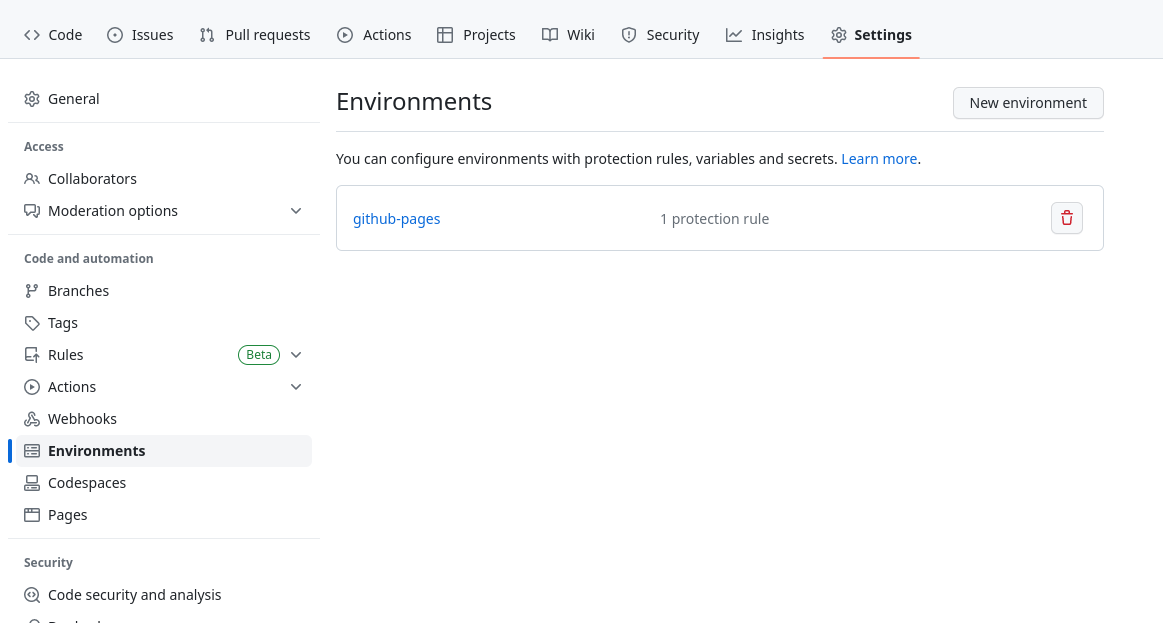 Code Issues Pull requests Actions Projects Wiki Security Insights Settings
General
Access
Collaborators
Moderation options
Code and automation
Branches
Tags
Rules Beta
Actions
Webhooks
Environments
Codespaces
Pages
Security
Code security and analysis
Environments
New environment
You can configure environments with protection rules, variables and secrets. Learn more.
github-pages 1 protection rule